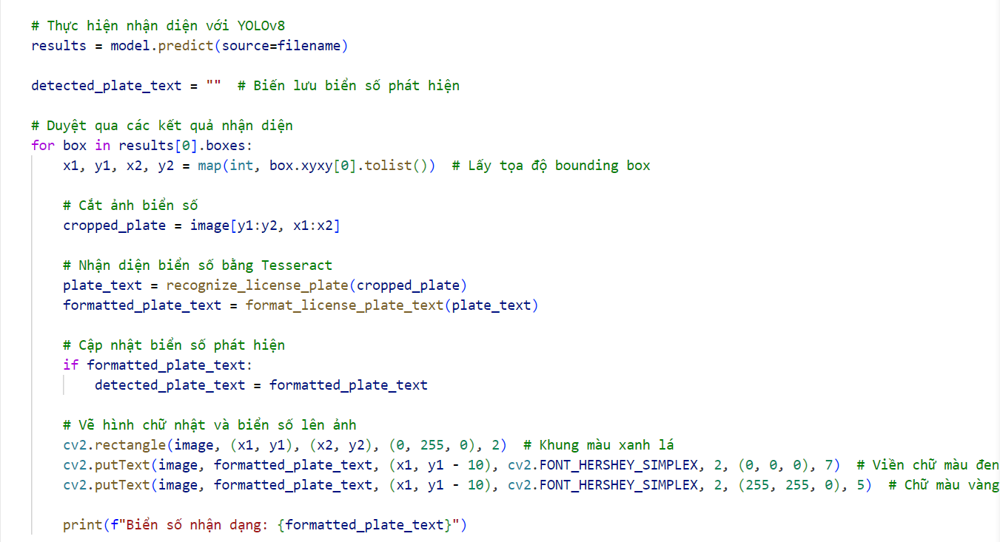 # Thực hiện nhận diện với YOLOv8
results = model.predict(source=filename)
detected_plate_text = ""  # Biến lưu biển số phát hiện
# Duyệt qua các kết quả nhận diện
for box in results[0].boxes:
    x1, y1, x2, y2 = map(int, box.xyxy[0].tolist())  # Lấy tọa độ bounding box
    # Cắt ảnh biển số
    cropped_plate = image[y1:y2, x1:x2]
    # Nhận diện biển số bằng Tesseract
    plate_text = recognize_license_plate(cropped_plate)
    formatted_plate_text = format_license_plate_text(plate_text)
    # Cập nhật biển số phát hiện
    if formatted_plate_text:
        detected_plate_text = formatted_plate_text
    # Vẽ hình chữ nhật và biển số lên ảnh
    cv2.rectangle(image, (x1, y1), (x2, y2), (0, 255, 0), 2)  # Khung màu xanh lá
    cv2.putText(image, formatted_plate_text, (x1, y1 - 10), cv2.FONT_HERSHEY_SIMPLEX, 2, (0, 0, 0), 7)  # Viền chữ màu đen
    cv2.putText(image, formatted_plate_text, (x1, y1 - 10), cv2.FONT_HERSHEY_SIMPLEX, 2, (255, 255, 0), 5)  # Chữ màu vàng
    print(f"Biển số nhận dạng: {formatted_plate_text}")